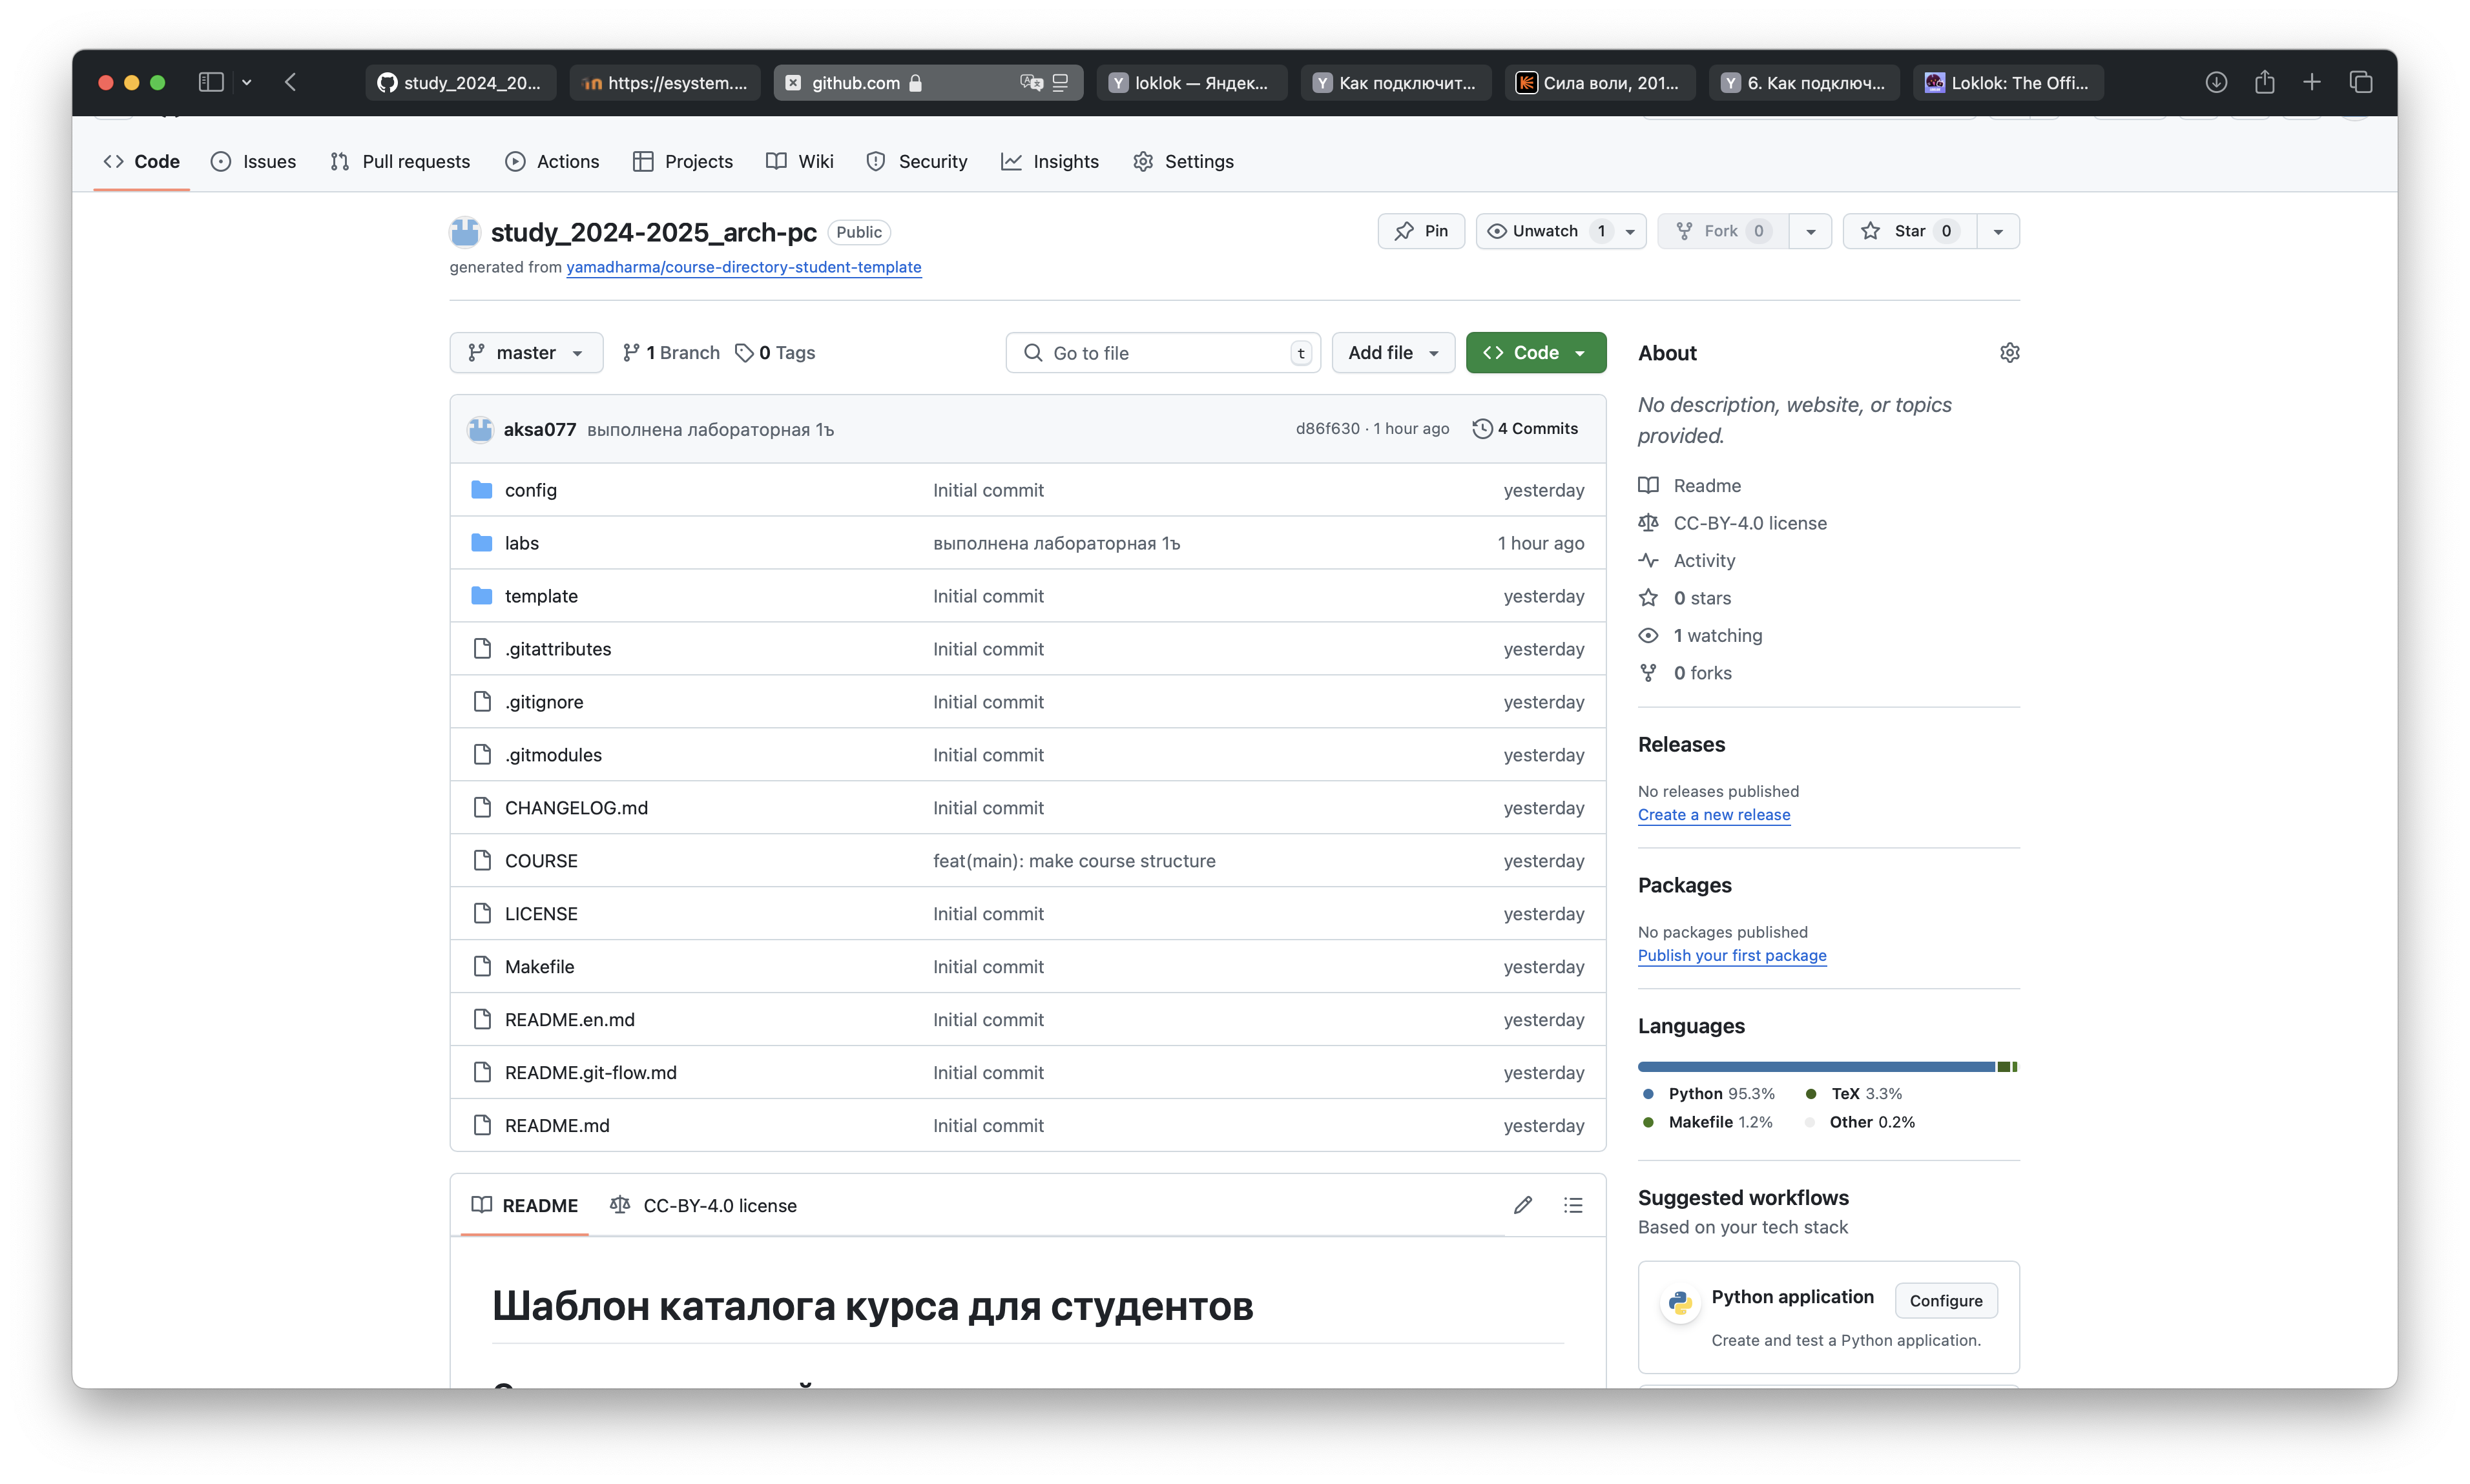 study_2024_20...
https://esystem....
github.com
loklok — Яндек...
Как подключит...
Сила воли, 201...
6. Как подключ...
Loklok: The Offi...
Code
Issues
Pull requests
Actions
Projects
Wiki
Security
Insights
Settings
study_2024-2025_arch-pc Public
Pin
Unwatch 1
Fork 0
Star 0
generated from yamadharma/course-directory-student-template
master
1 Branch
0 Tags
Go to file t
Add file
Code
aksa077 выполнена лабораторная 1ъ d86f630 · 1 hour ago 4 Commits
config Initial commit yesterday
labs выполнена лабораторная 1ъ 1 hour ago
template Initial commit yesterday
.gitattributes Initial commit yesterday
.gitignore Initial commit yesterday
.gitmodules Initial commit yesterday
CHANGELOG.md Initial commit yesterday
COURSE feat(main): make course structure yesterday
LICENSE Initial commit yesterday
Makefile Initial commit yesterday
README.en.md Initial commit yesterday
README.git-flow.md Initial commit yesterday
README.md Initial commit yesterday
README
CC-BY-4.0 license
Шаблон каталога курса для студентов
About
No description, website, or topics
provided.
Readme
CC-BY-4.0 license
Activity
0 stars
1 watching
0 forks
Releases
No releases published
Create a new release
Packages
No packages published
Publish your first package
Languages
Python 95.3% TeX 3.3%
Makefile 1.2% Other 0.2%
Suggested workflows
Based on your tech stack
Python application
Configure
Create and test a Python application.